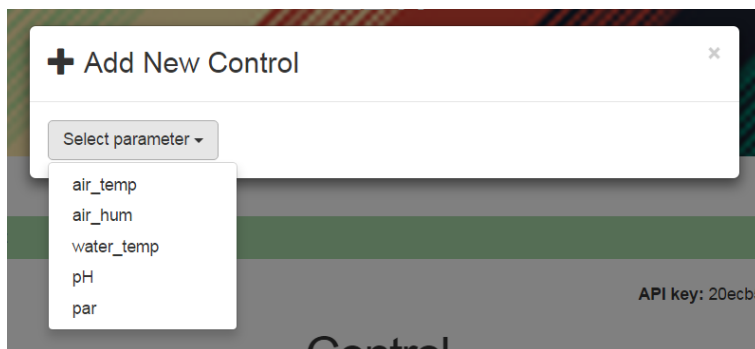 Add New Control
×
Select parameter
air_temp
air_hum
water_temp
pH
par
API key: 20ecb
Control